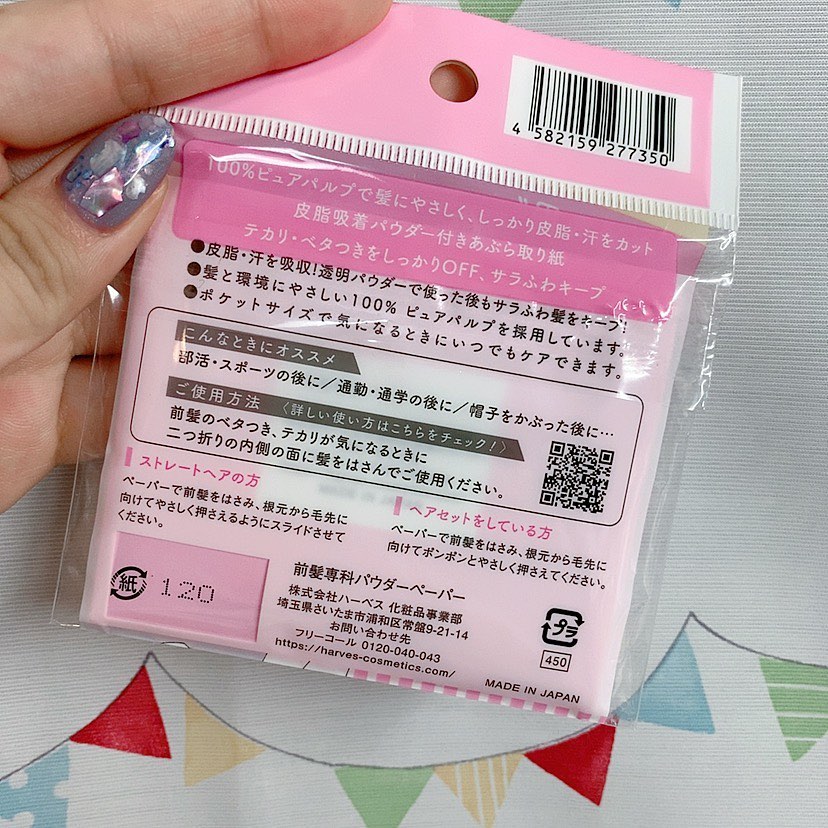 4 582159 277350
100%ピュアパルプで髪にやさしく、しっかり皮脂・汗をカット
皮脂吸着パウダー付きあぶら取り紙
テカリ・ベタつきをしっかりOFF、サラふわキープ
●皮脂・汗を吸収!透明パウダーで使った後もサラふわ髪をキープ!
●髪と環境にやさしい100% ピュアパルプを採用しています。
●ポケットサイズで気になるときにいつでもケアできます。
こんなときにオススメ
部活・スポーツの後に/通勤・通学の後に/帽子をかぶった後に…
ご使用方法 〈詳しい使い方はこちらをチェック!〉
前髪のベタつき、テカリが気になるときに
二つ折りの内側の面に髪をはさんでご使用ください。
ストレートヘアの方
ペーパーで前髪をはさみ、根元から毛先に
向けてやさしく押さえるようにスライドさせて
ください。
ヘアセットをしている方
ペーパーで前髪をはさみ、根元から毛先に
向けてポンポンとやさしく押さえてください。
紙 120
前髪専科パウダーペーパー
株式会社ハーベス 化粧品事業部
埼玉県さいたま市浦和区常盤9-21-14
お問い合わせ先
フリーコール 0120-040-043
https://harves-cosmetics.com/
プラ
450
MADE IN JAPAN